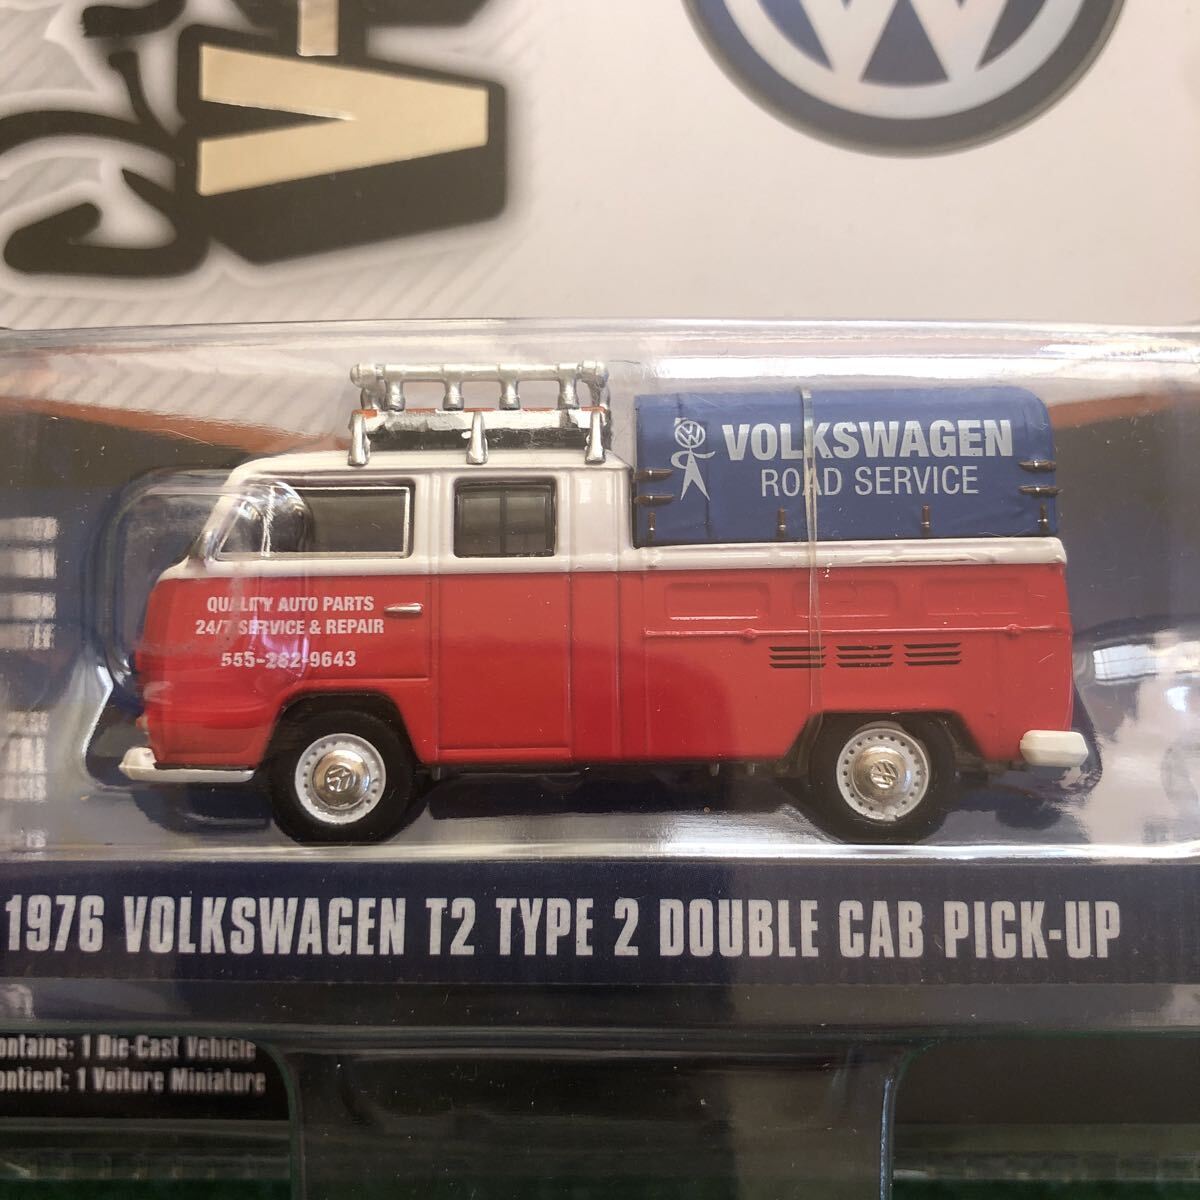 V-
VOLKSWAGEN
ROAD SERVICE
QUALITY AUTO PARTS
24/7 SERVICE & REPAIR
555-282-9643
1976 VOLKSWAGEN T2 TYPE 2 DOUBLE CAB PICK-UP
ontains: 1 Die-Cast Vehicle
ontient: 1 Voiture Miniature